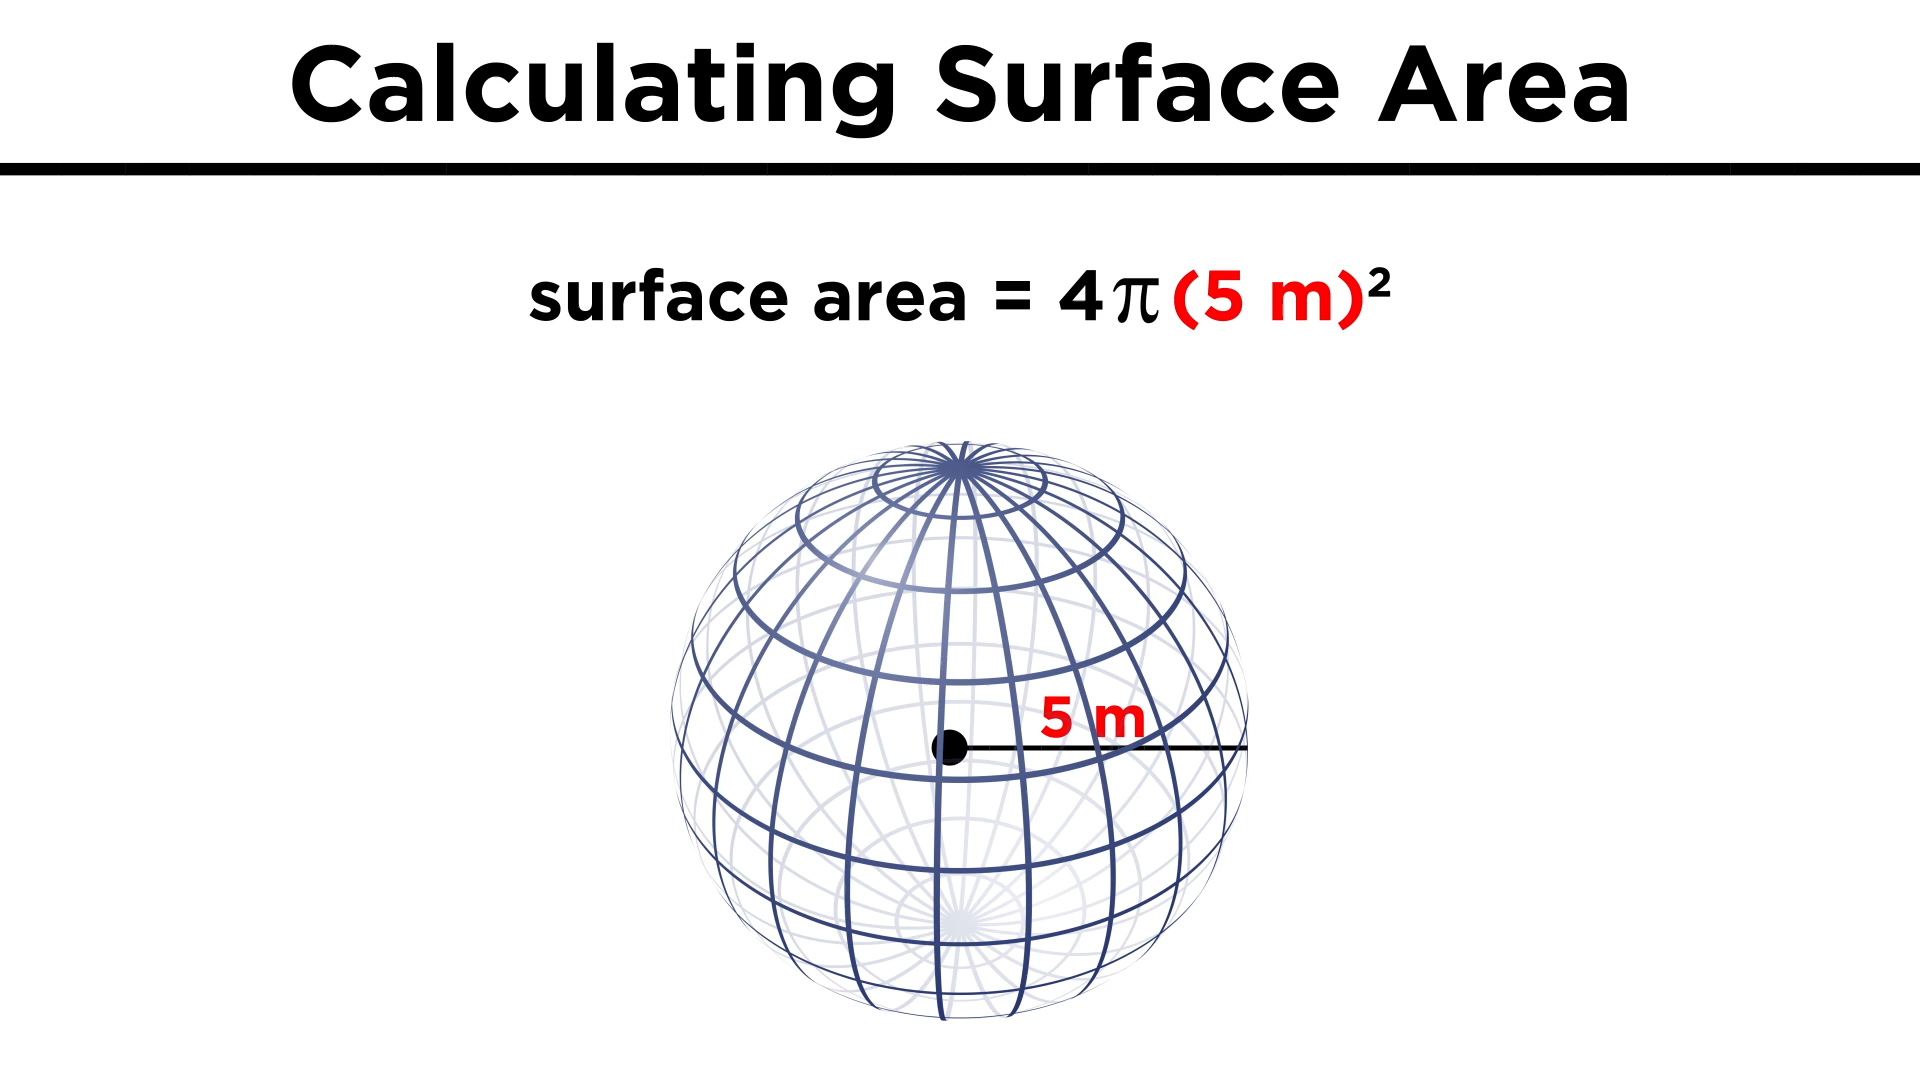 Calculating Surface Area
surface area = 4π(5 m)²
5 m